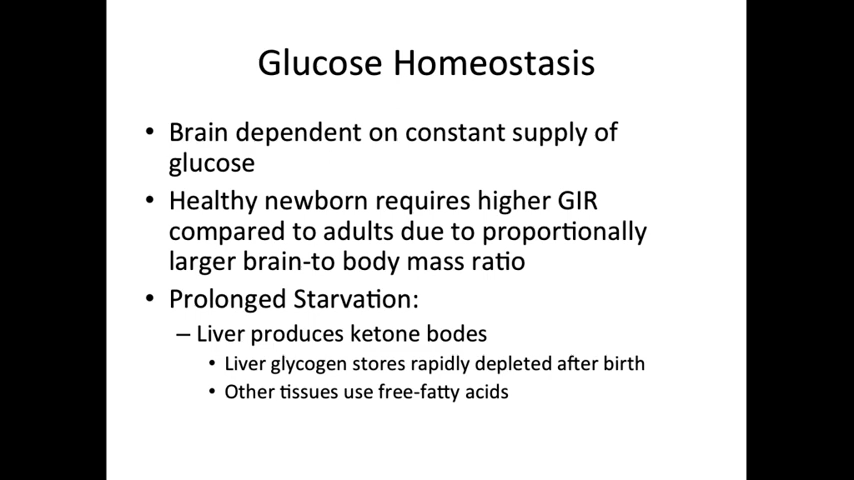 Glucose Homeostasis
• Brain dependent on constant supply of
glucose
• Healthy newborn requires higher GIR
compared to adults due to proportionally
larger brain-to body mass ratio
• Prolonged Starvation:
– Liver produces ketone bodes
• Liver glycogen stores rapidly depleted after birth
• Other tissues use free-fatty acids